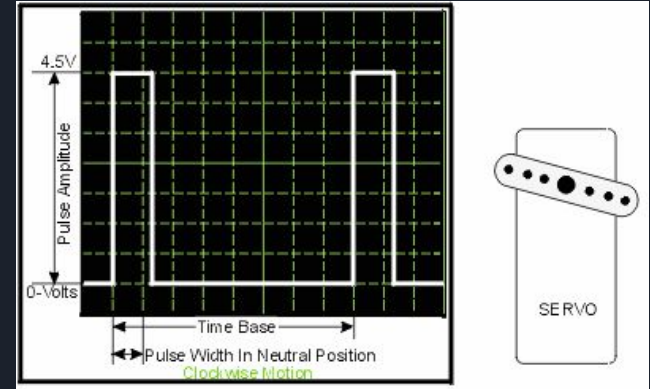 4.5V
Pulse Amplitude
0-Volts
Time Base
Pulse Width In Neutral Position
Clockwise Motion
SERVO